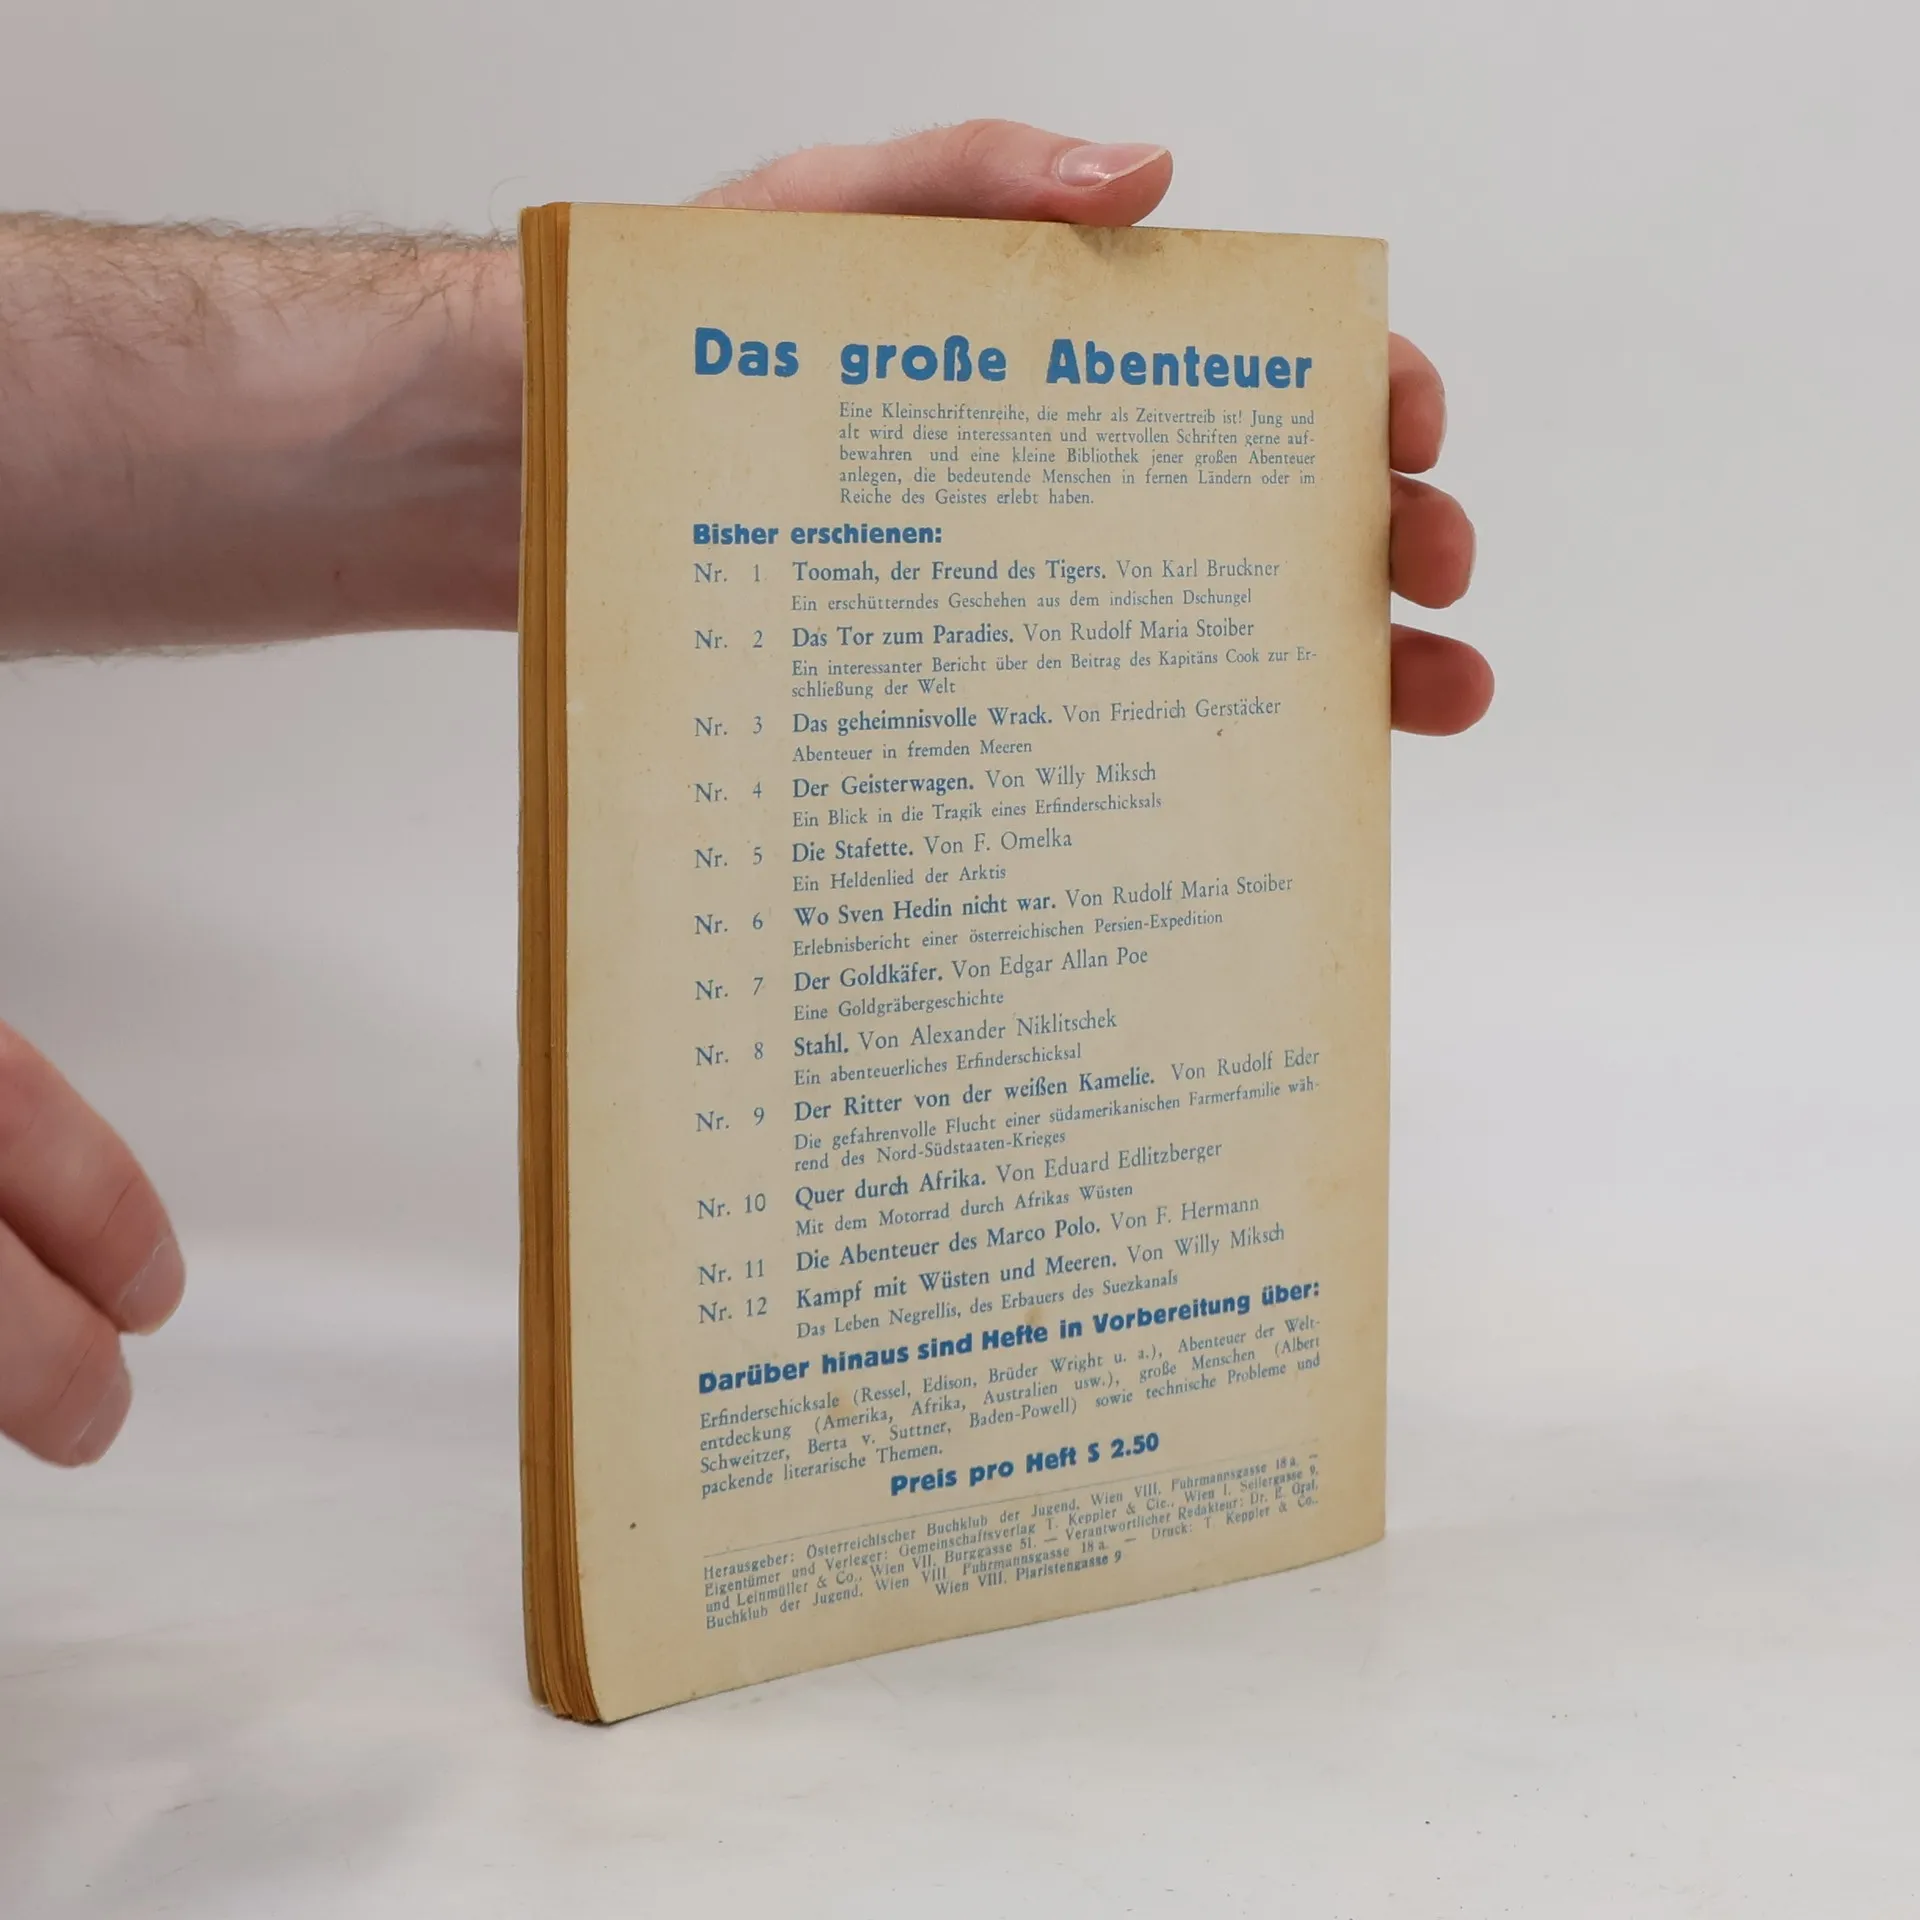 Das große Abenteuer
Eine Kleinschriftenreihe, die mehr als Zeitvertreib ist! Jung und
alt wird diese interessanten und wertvollen Schriften gerne auf-
bewahren und eine kleine Bibliothek jener großen Abenteuer
anlegen, die bedeutende Menschen in fernen Ländern oder im
Reiche des Geistes erlebt haben.
Bisher erschienen:
Nr. 1 Toomah, der Freund des Tigers. Von Karl Bruckner
Ein erschütterndes Geschehen aus dem indischen Dschungel
Nr. 2 Das Tor zum Paradies. Von Rudolf Maria Stoiber
Ein interessanter Bericht über den Beitrag des Kapitäns Cook zur Er-
schließung der Welt
Nr. 3 Das geheimnisvolle Wrack. Von Friedrich Gerstäcker
Abenteuer in fremden Meeren
Nr. 4 Der Geisterwagen. Von Willy Miksch
Ein Blick in die Tragik eines Erfinderschicksals
Nr. 5 Die Stafette. Von F. Omelka
Ein Heldenlied der Arktis
Nr. 6 Wo Sven Hedin nicht war. Von Rudolf Maria Stoiber
Erlebnisbericht einer österreichischen Persien-Expedition
Nr. 7 Der Goldkäfer. Von Edgar Allan Poe
Eine Goldgräbergeschichte
Nr. 8 Stahl. Von Alexander Niklitschek
Ein abenteuerliches Erfinderschicksal
Nr. 9 Der Ritter von der weißen Kamelie. Von Rudolf Eder
Die gefahrenvolle Flucht einer südamerikanischen Farmerfamilie wäh-
rend des Nord-Südstaaten-Krieges
Nr. 10 Quer durch Afrika. Von Eduard Edlitzberger
Mit dem Motorrad durch Afrikas Wüsten
Nr. 11 Die Abenteuer des Marco Polo. Von F. Hermann
Nr. 12 Kampf mit Wüsten und Meeren. Von Willy Miksch
Das Leben Negrellis, des Erbauers des Suezkanals
Darüber hinaus sind Hefte in Vorbereitung über:
Erfinderschicksale (Ressel, Edison, Brüder Wright u. a.), Abenteuer der Welt-
entdeckung (Amerika, Afrika, Australien usw.), große Menschen (Albert
Schweitzer, Berta v. Suttner, Baden-Powell) sowie technische Probleme und
packende literarische Themen.
Preis pro Heft S 2.50
Herausgeber: Österreichischer Buchklub der Jugend, Wien VIII, Fuhrmannsgasse 18 a. —
Eigentümer und Verleger: Gemeinschaftsverlag T. Keppler & Cie., Wien I, Seilergasse 9,
und Leinmüller & Co., Wien VII, Burggasse 51. — Verantwortlicher Redakteur: Dr. E. Graf,
Buchklub der Jugend, Wien VIII, Fuhrmannsgasse 18 a. — Druck: T. Keppler & Co.,
Wien VIII, Piaristengasse 9